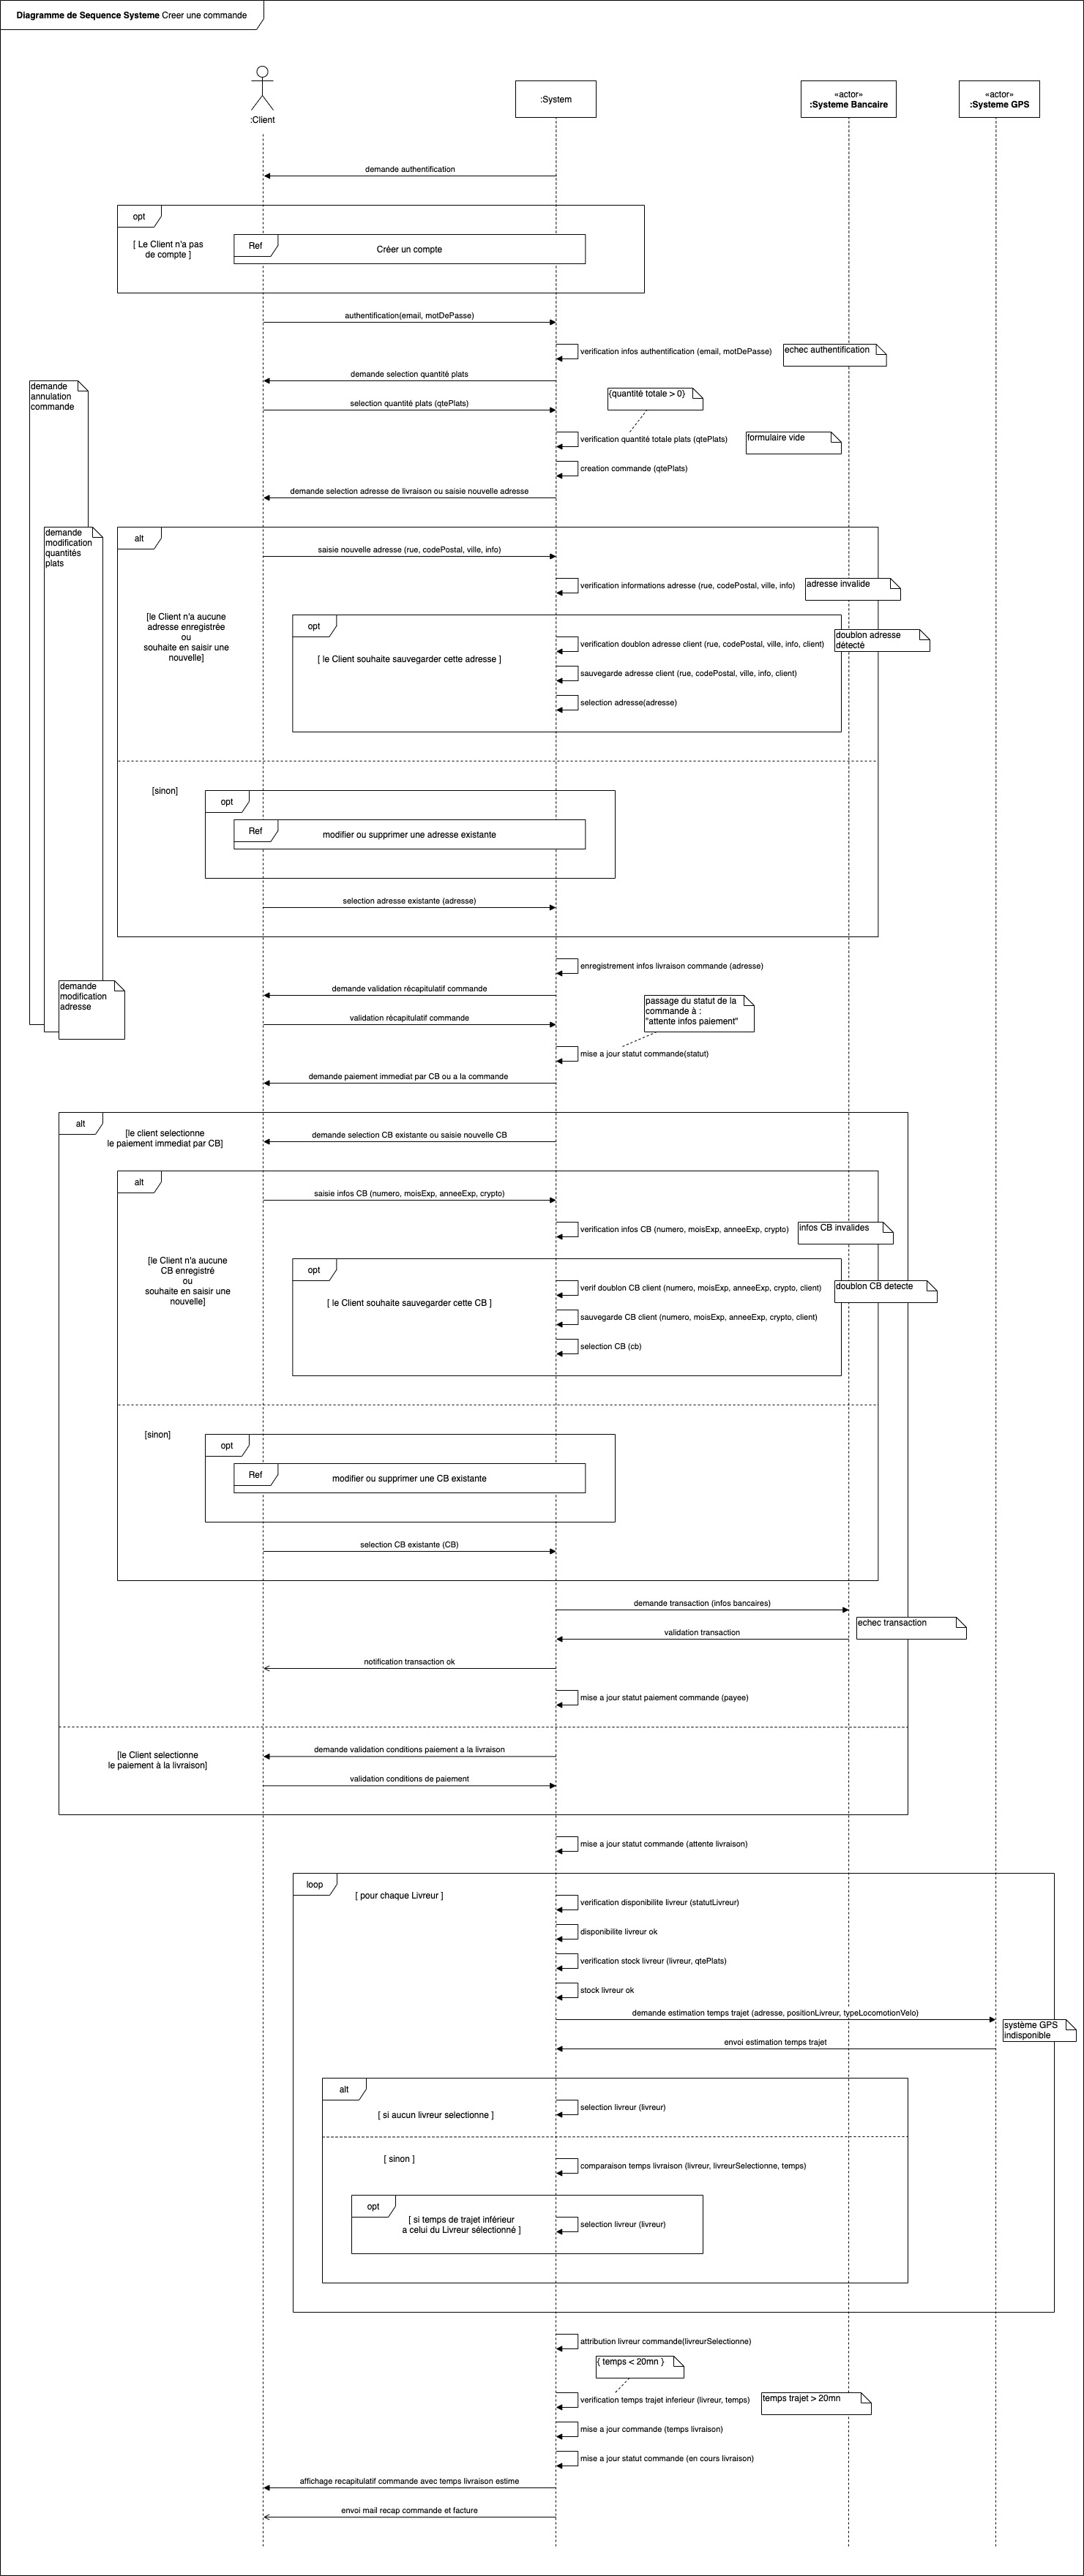 Diagramme de Sequence Systeme Creer une commande
:Client
:System
«actor»
:Systeme Bancaire
«actor»
:Systeme GPS
demande authentification
opt
[ Le Client n'a pas
de compte ]
Ref
Créer un compte
authentification(email, motDePasse)
verification infos authentification (email, motDePasse)
echec authentification
demande selection quantité plats
demande
annulation
commande
{quantité totale > 0}
selection quantité plats (qtePlats)
verification quantité totale plats (qtePlats)
formulaire vide
creation commande (qtePlats)
demande selection adresse de livraison ou saisie nouvelle adresse
demande
modification
quantités
plats
alt
saisie nouvelle adresse (rue, codePostal, ville, info)
verification informations adresse (rue, codePostal, ville, info)
adresse invalide
[le Client n'a aucune
adresse enregistrée
ou
souhaite en saisir une
nouvelle]
opt
[ le Client souhaite sauvegarder cette adresse ]
verification doublon adresse client (rue, codePostal, ville, info, client)
doublon adresse
détecté
sauvegarde adresse client (rue, codePostal, ville, info, client)
selection adresse(adresse)
[sinon]
opt
Ref
modifier ou supprimer une adresse existante
selection adresse existante (adresse)
enregistrement infos livraison commande (adresse)
demande
modification
adresse
demande validation récapitulatif commande
passage du statut de la
commande à :
"attente infos paiement"
validation récapitulatif commande
mise a jour statut commande(statut)
demande paiement immediat par CB ou a la commande
alt
[le client selectionne
le paiement immediat par CB]
demande selection CB existante ou saisie nouvelle CB
alt
saisie infos CB (numero, moisExp, anneeExp, crypto)
verification infos CB (numero, moisExp, anneeExp, crypto)
infos CB invalides
[le Client n'a aucune
CB enregistré
ou
souhaite en saisir une
nouvelle]
opt
[ le Client souhaite sauvegarder cette CB ]
verif doublon CB client (numero, moisExp, anneeExp, crypto, client)
doublon CB detecte
sauvegarde CB client (numero, moisExp, anneeExp, crypto, client)
selection CB (cb)
[sinon]
opt
Ref
modifier ou supprimer une CB existante
selection CB existante (CB)
demande transaction (infos bancaires)
echec transaction
validation transaction
notification transaction ok
mise a jour statut paiement commande (payee)
[le Client selectionne
le paiement à la livraison]
demande validation conditions paiement a la livraison
validation conditions de paiement
mise a jour statut commande (attente livraison)
loop
[ pour chaque Livreur ]
verification disponibilite livreur (statutLivreur)
disponibilite livreur ok
verification stock livreur (livreur, qtePlats)
stock livreur ok
demande estimation temps trajet (adresse, positionLivreur, typeLocomotionVelo)
système GPS
indisponible
envoi estimation temps trajet
alt
[ si aucun livreur selectionne ]
selection livreur (livreur)
[ sinon ]
comparaison temps livraison (livreur, livreurSelectionne, temps)
opt
[ si temps de trajet inférieur
a celui du Livreur sélectionné ]
selection livreur (livreur)
attribution livreur commande(livreurSelectionne)
{ temps < 20mn }
verification temps trajet inferieur (livreur, temps)
temps trajet > 20mn
mise a jour commande (temps livraison)
mise a jour statut commande (en cours livraison)
affichage recapitulatif commande avec temps livraison estime
envoi mail recap commande et facture